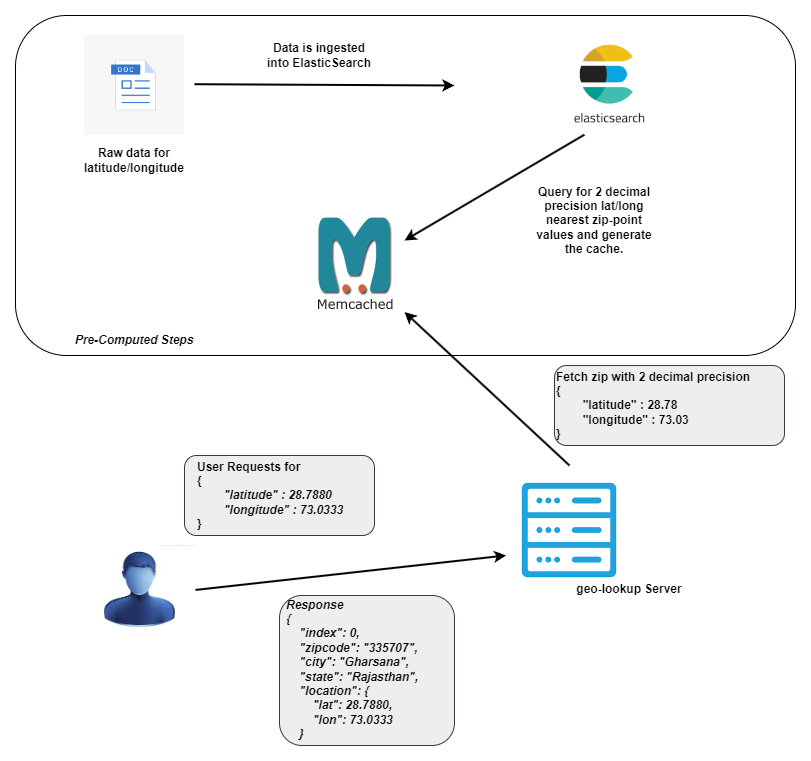 Data is ingested
into ElasticSearch
DOC
Raw data for
latitude/longitude
elasticsearch
Query for 2 decimal
precision lat/long
nearest zip-point
values and generate
the cache.
Memcached
Pre-Computed Steps
Fetch zip with 2 decimal precision
{
"latitude" : 28.78
"longitude" : 73.03
}
User Requests for
{
"latitude" : 28.7880
"longitude" : 73.0333
}
geo-lookup Server
Response
{
"index": 0,
"zipcode": "335707",
"city": "Gharsana",
"state": "Rajasthan",
"location": {
"lat": 28.7880,
"lon": 73.0333
}